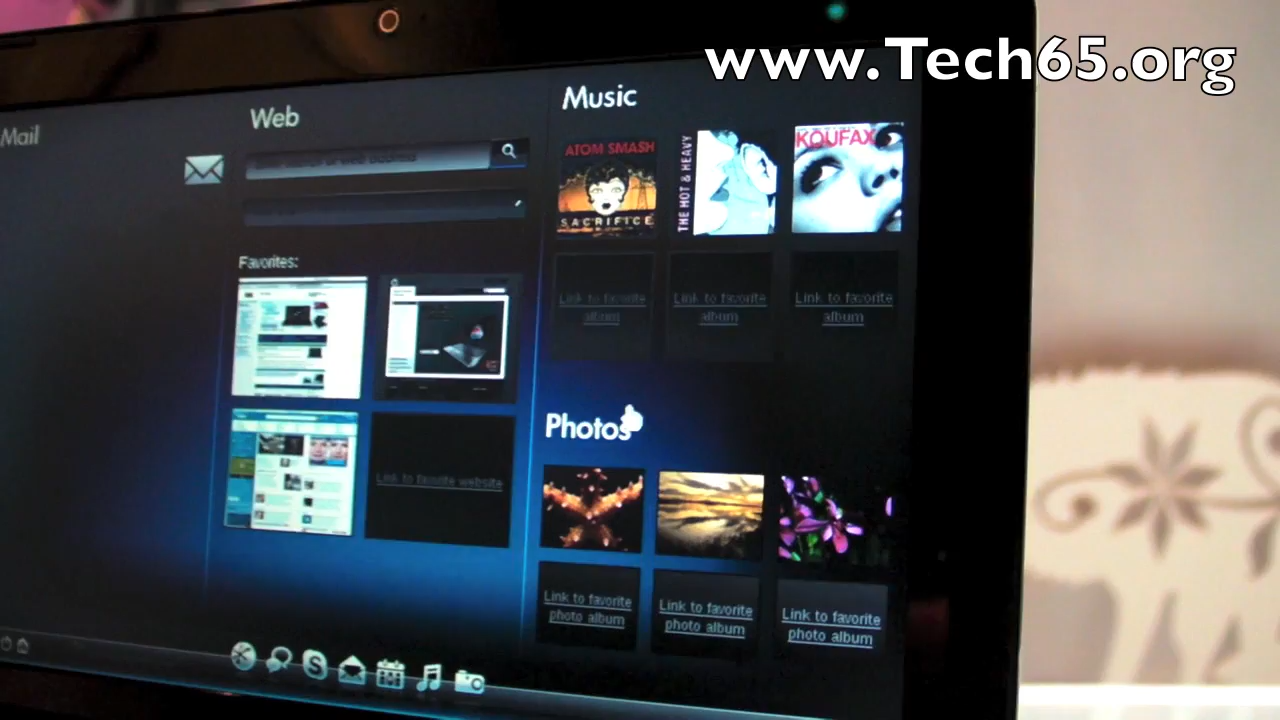 www.Tech65.org
Mail
Web
Favorites:
Link to favorite website
Music
ATOM SMASH
SACRIFICE
THE HOT & HEAVY
KOUFAX
Link to favorite
album
Link to favorite
album
Link to favorite
album
Photos
Link to favorite
photo album
Link to favorite
photo album
Link to favorite
photo album